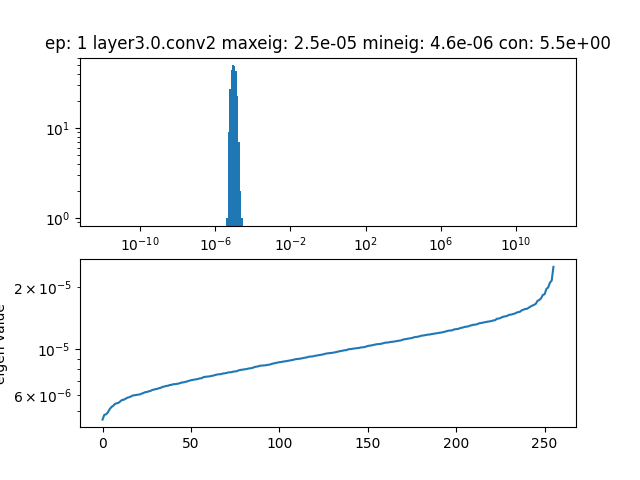 ep: 1 layer3.0.conv2 maxeig: 2.5e-05 mineig: 4.6e-06 con: 5.5e+00
10¹
10⁰
10⁻¹⁰ 10⁻⁶ 10⁻² 10² 10⁶ 10¹⁰
eigen value
2 × 10⁻⁵
10⁻⁵
6 × 10⁻⁶
0 50 100 150 200 250